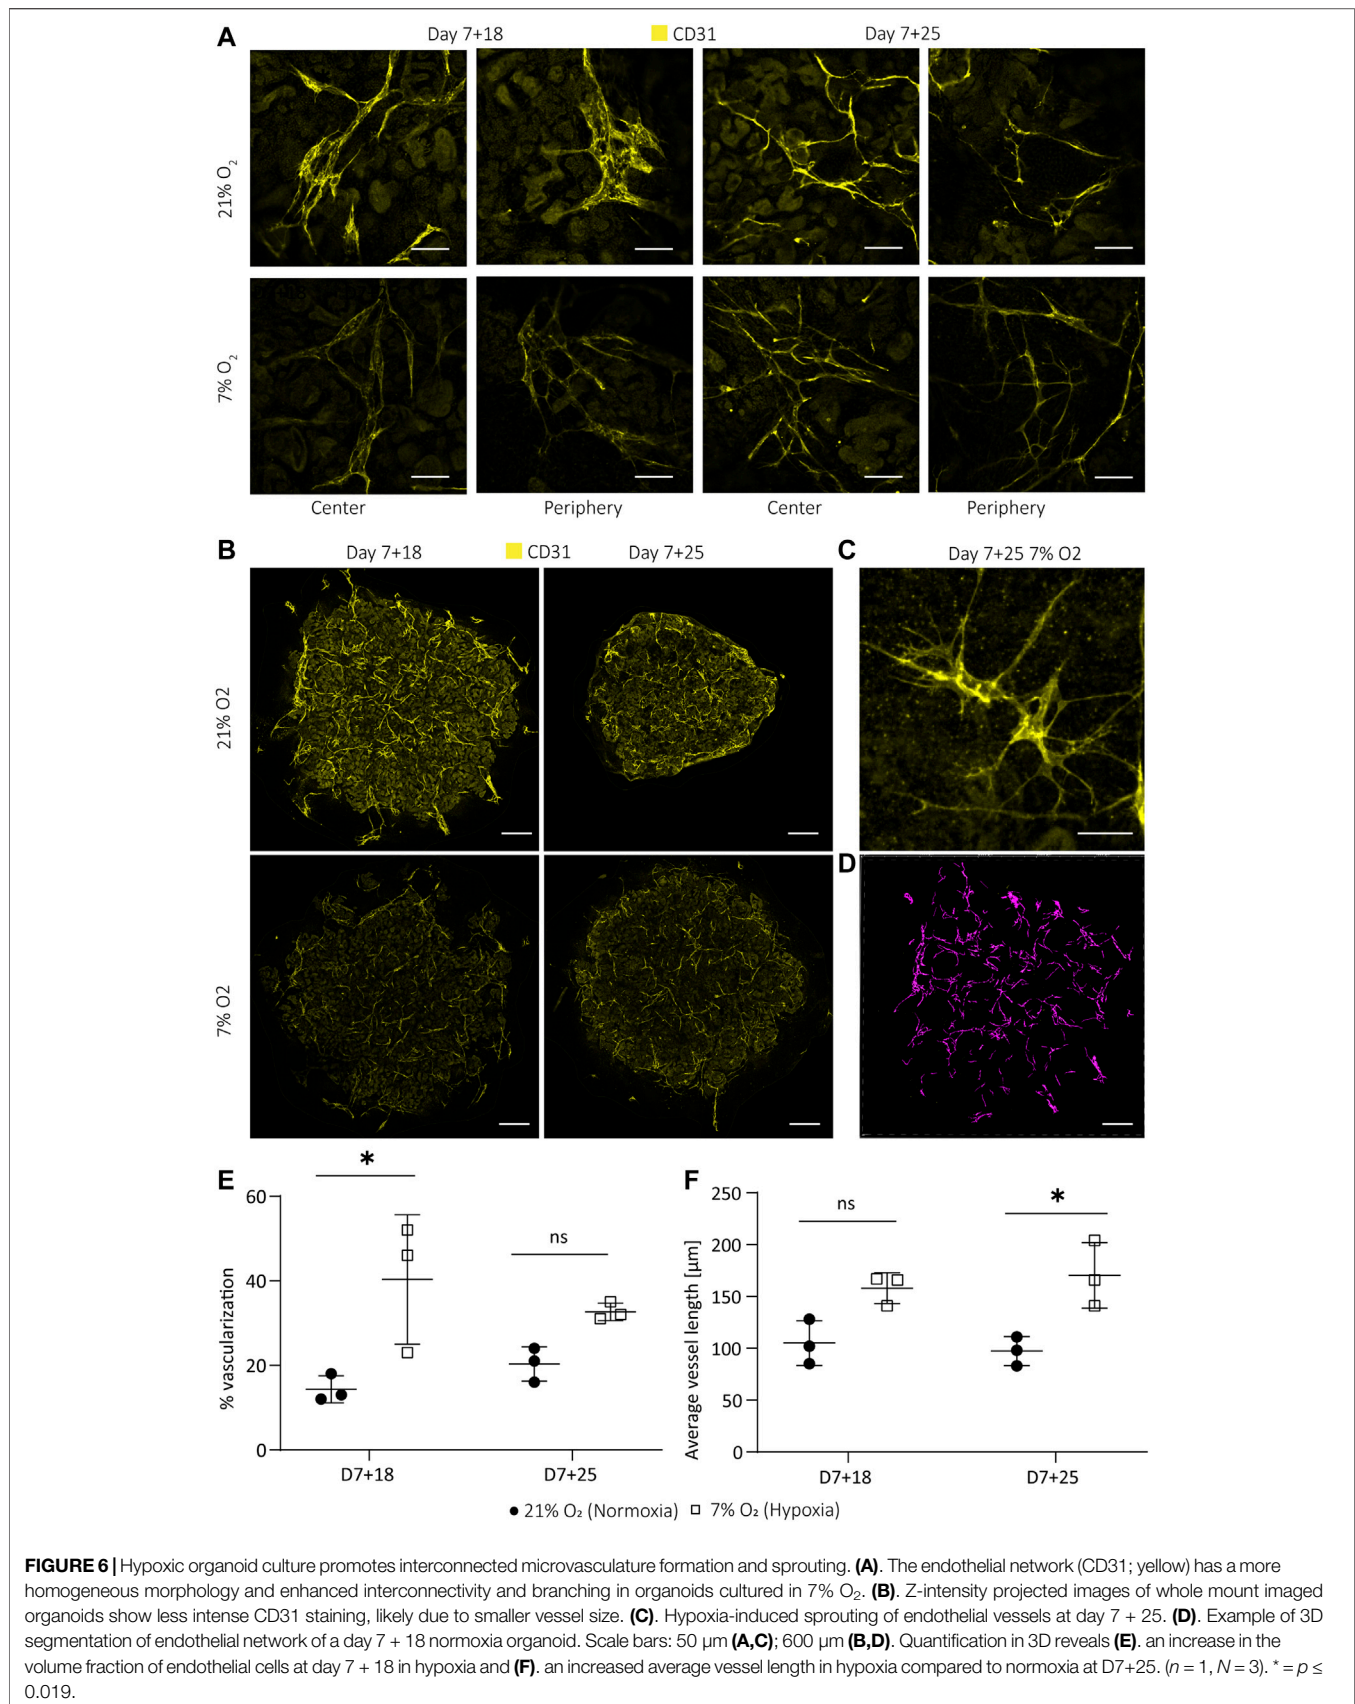 A
Day 7+18
CD31
Day 7+25
21% O2
7% O2
Center
Periphery
Center
Periphery
B
Day 7+18
CD31
Day 7+25
C
Day 7+25 7% O2
21% O2
7% O2
D
E
*
ns
60
40
20
0
% vascularization
D7+18
D7+25
F
ns
*
250
200
150
100
50
0
Average vessel length [µm]
D7+18
D7+25
21% O₂ (Normoxia)
7% O₂ (Hypoxia)
FIGURE 6 | Hypoxic organoid culture promotes interconnected microvasculature formation and sprouting. (A). The endothelial network (CD31; yellow) has a more
homogeneous morphology and enhanced interconnectivity and branching in organoids cultured in 7% O₂. (B). Z-intensity projected images of whole mount imaged
organoids show less intense CD31 staining, likely due to smaller vessel size. (C). Hypoxia-induced sprouting of endothelial vessels at day 7 + 25. (D). Example of 3D
segmentation of endothelial network of a day 7 + 18 normoxia organoid. Scale bars: 50 µm (A,C); 600 µm (B,D). Quantification in 3D reveals (E). an increase in the
volume fraction of endothelial cells at day 7 + 18 in hypoxia and (F). an increased average vessel length in hypoxia compared to normoxia at D7+25. (n = 1, N = 3). * = p ≤
0.019.